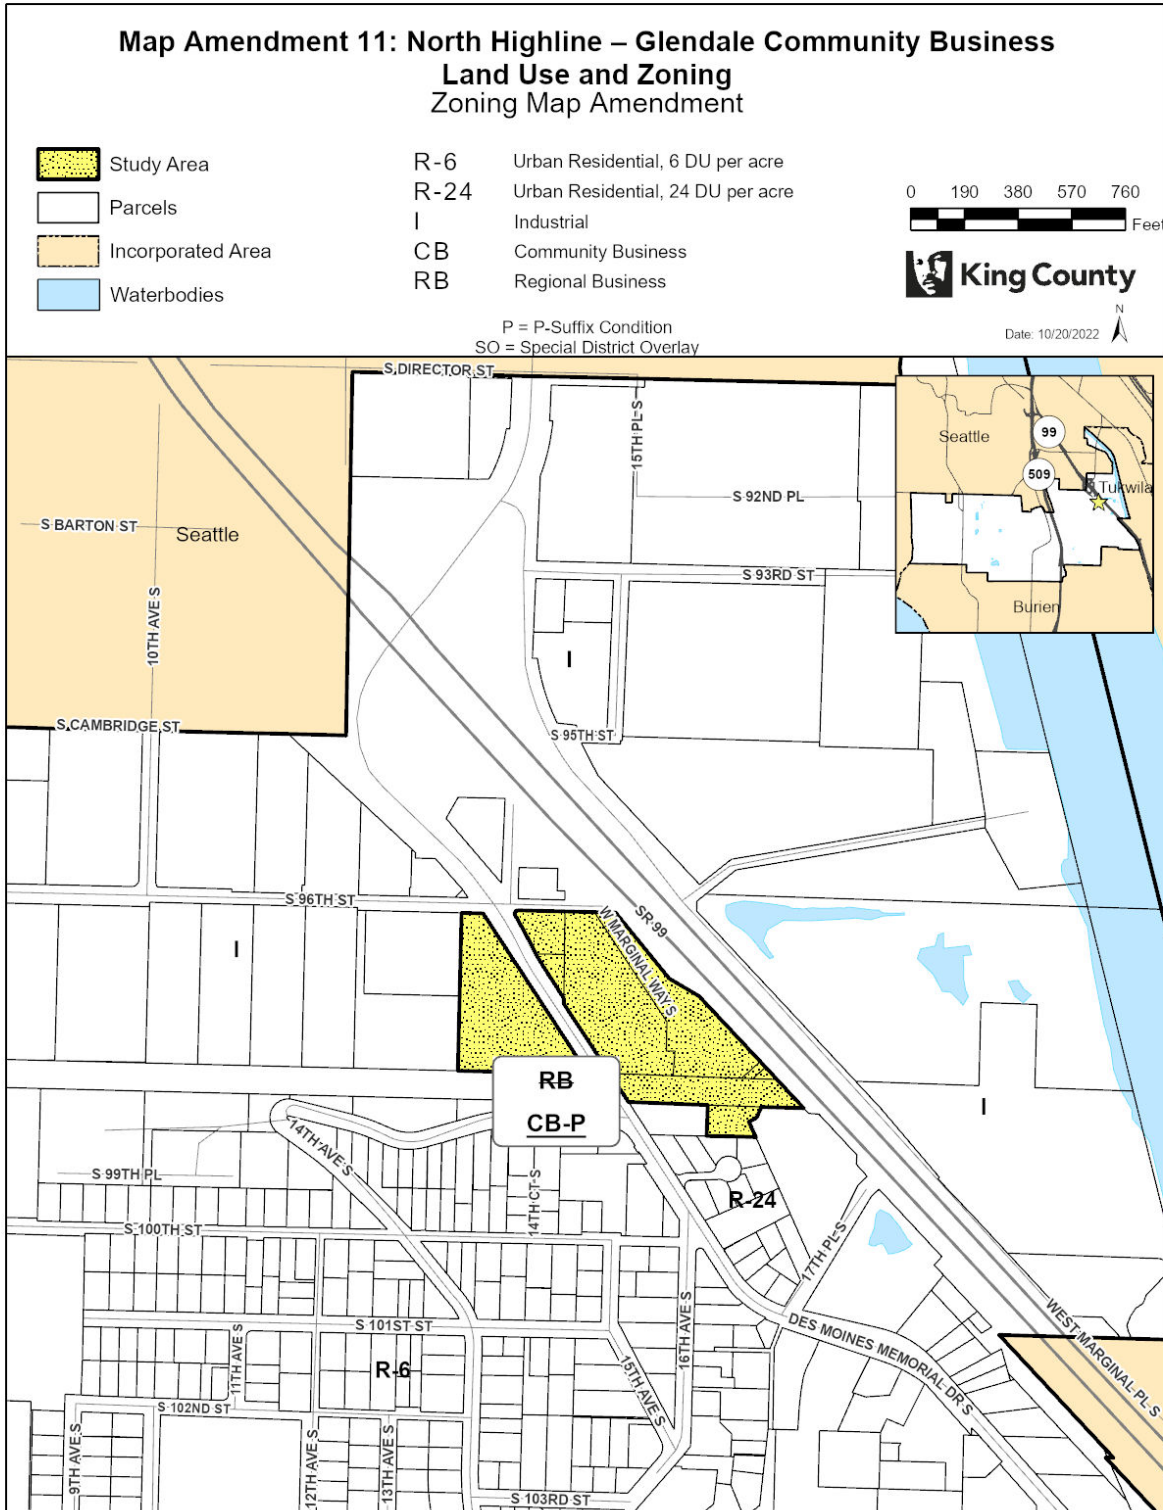 Map Amendment 11: North Highline – Glendale Community Business
Land Use and Zoning
Zoning Map Amendment
Study Area
Parcels
Incorporated Area
Waterbodies
R-6 Urban Residential, 6 DU per acre
R-24 Urban Residential, 24 DU per acre
I Industrial
CB Community Business
RB Regional Business
P = P-Suffix Condition
SO = Special District Overlay
0 190 380 570 760
Feet
King County
N
Date: 10/20/2022
S DIRECTOR ST
15TH PL S
S 92ND PL
S BARTON ST
Seattle
10TH AVE S
S 93RD ST
I
S CAMBRIDGE ST
S 95TH ST
Seattle
99
509
Tukwila
Burien
S 96TH ST
I
SR-99
W MARGINAL WAY S
RB
CB-P
I
14TH AVE S
S 99TH PL
14TH CT S
R-24
S 100TH ST
17TH PL S
S 101ST ST
11TH AVE S
R-6
15TH AVE S
16TH AVE S
DES MOINES MEMORIAL DR S
WEST MARGINAL PL S
S 102ND ST
9TH AVE S
12TH AVE S
13TH AVE S
S 103RD ST